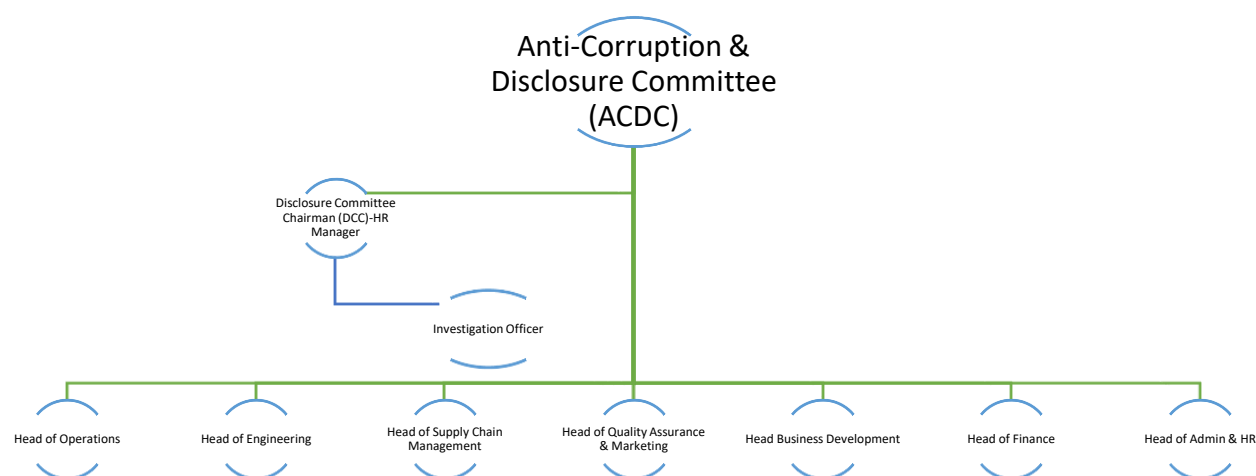 Anti-Corruption &
Disclosure Committee
(ACDC)
Disclosure Committee
Chairman (DCC)-HR
Manager
Investigation Officer
Head of Operations
Head of Engineering
Head of Supply Chain
Management
Head of Quality Assurance
& Marketing
Head Business Development
Head of Finance
Head of Admin & HR